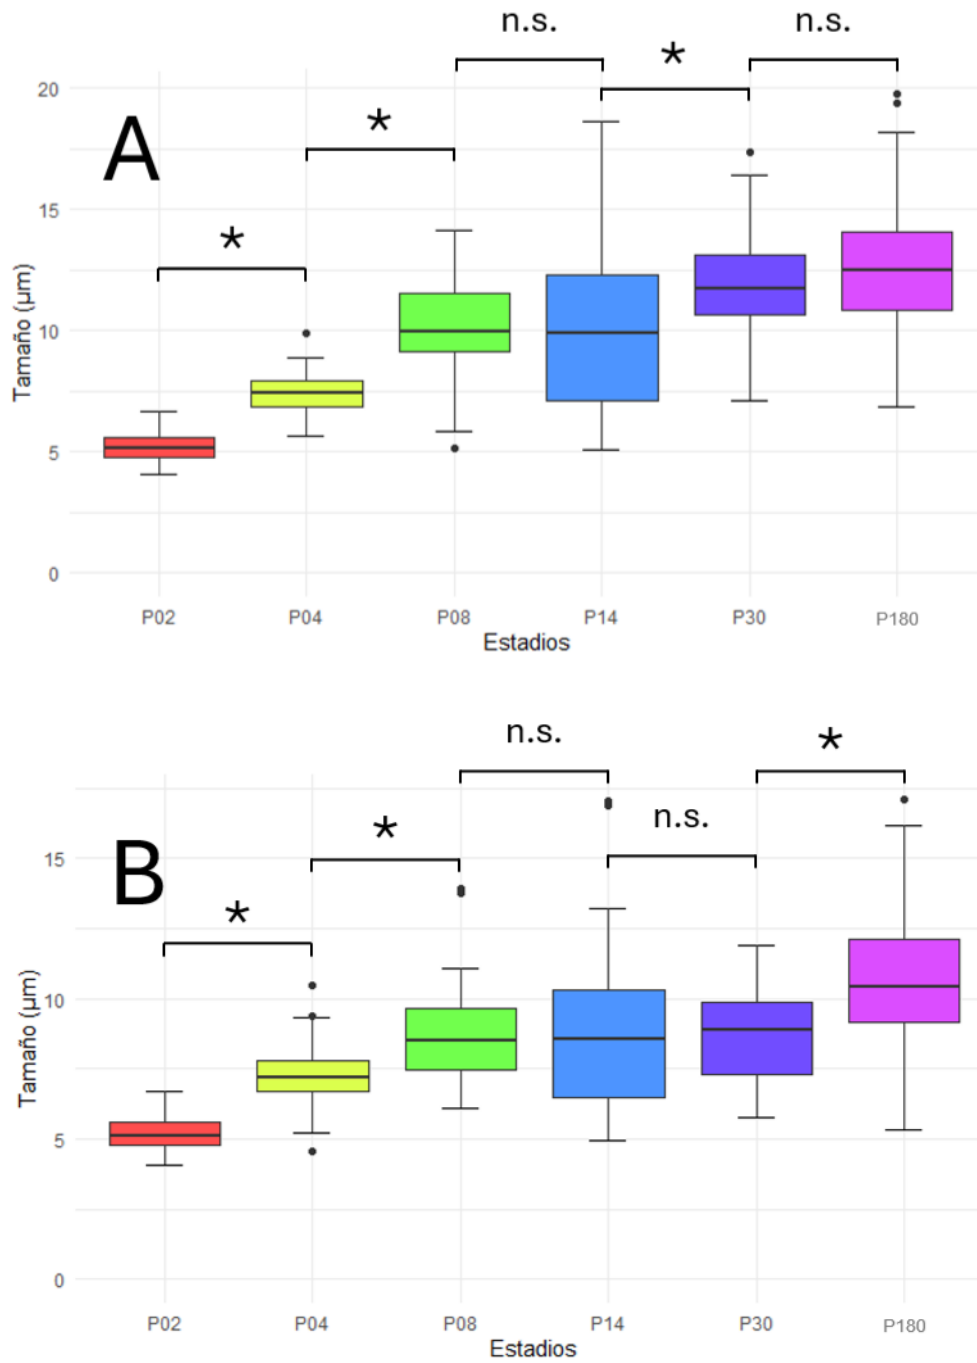 n.s. n.s.
*
20
A
*
*
15
Tamaño (µm)
10
5
0
P02 P04 P08 P14 P30 P180
Estadios
n.s. *
n.s.
15
B
*
*
Tamaño (µm)
10
5
0
P02 P04 P08 P14 P30 P180
Estadios